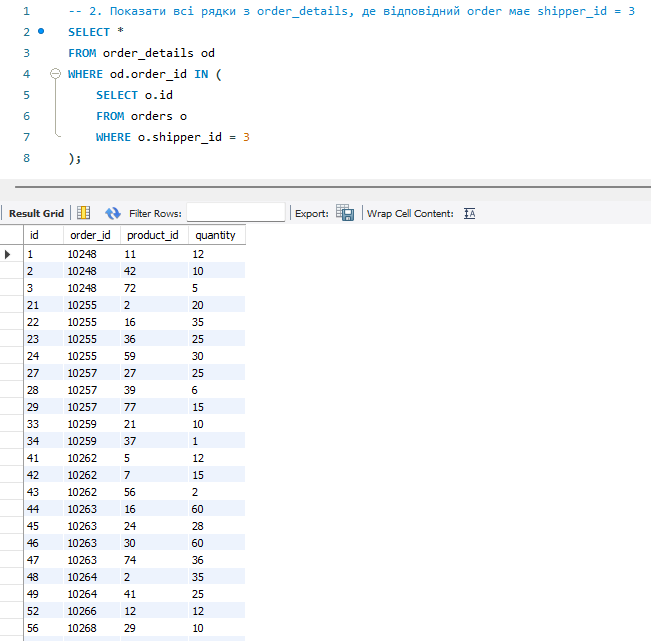 1 -- 2. Показати всі рядки з order_details, де відповідний order має shipper_id = 3
2 SELECT *
3 FROM order_details od
4 WHERE od.order_id IN (
5 SELECT o.id
6 FROM orders o
7 WHERE o.shipper_id = 3
8 );
Result Grid Filter Rows: Export: Wrap Cell Content:
id order_id product_id quantity
1 10248 11 12
2 10248 42 10
3 10248 72 5
21 10255 2 20
22 10255 16 35
23 10255 36 25
24 10255 59 30
27 10257 27 25
28 10257 39 6
29 10257 77 15
33 10259 21 10
34 10259 37 1
41 10262 5 12
42 10262 7 15
43 10262 56 2
44 10263 16 60
45 10263 24 28
46 10263 30 60
47 10263 74 36
48 10264 2 35
49 10264 41 25
52 10266 12 12
56 10268 29 10